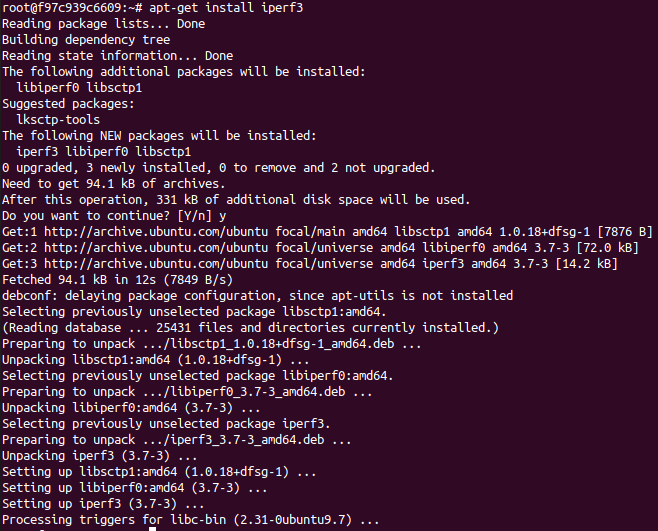 root@f97c939c6609:~# apt-get install iperf3
Reading package lists... Done
Building dependency tree
Reading state information... Done
The following additional packages will be installed:
  libiperf0 libsctp1
Suggested packages:
  lksctp-tools
The following NEW packages will be installed:
  iperf3 libiperf0 libsctp1
0 upgraded, 3 newly installed, 0 to remove and 2 not upgraded.
Need to get 94.1 kB of archives.
After this operation, 331 kB of additional disk space will be used.
Do you want to continue? [Y/n] y
Get:1 http://archive.ubuntu.com/ubuntu focal/main amd64 libsctp1 amd64 1.0.18+dfsg-1 [7876 B]
Get:2 http://archive.ubuntu.com/ubuntu focal/universe amd64 libiperf0 amd64 3.7-3 [72.0 kB]
Get:3 http://archive.ubuntu.com/ubuntu focal/universe amd64 iperf3 amd64 3.7-3 [14.2 kB]
Fetched 94.1 kB in 12s (7849 B/s)
debconf: delaying package configuration, since apt-utils is not installed
Selecting previously unselected package libsctp1:amd64.
(Reading database ... 25431 files and directories currently installed.)
Preparing to unpack .../libsctp1_1.0.18+dfsg-1_amd64.deb ...
Unpacking libsctp1:amd64 (1.0.18+dfsg-1) ...
Selecting previously unselected package libiperf0:amd64.
Preparing to unpack .../libiperf0_3.7-3_amd64.deb ...
Unpacking libiperf0:amd64 (3.7-3) ...
Selecting previously unselected package iperf3.
Preparing to unpack .../iperf3_3.7-3_amd64.deb ...
Unpacking iperf3 (3.7-3) ...
Setting up libsctp1:amd64 (1.0.18+dfsg-1) ...
Setting up libiperf0:amd64 (3.7-3) ...
Setting up iperf3 (3.7-3) ...
Processing triggers for libc-bin (2.31-0ubuntu9.7) ...